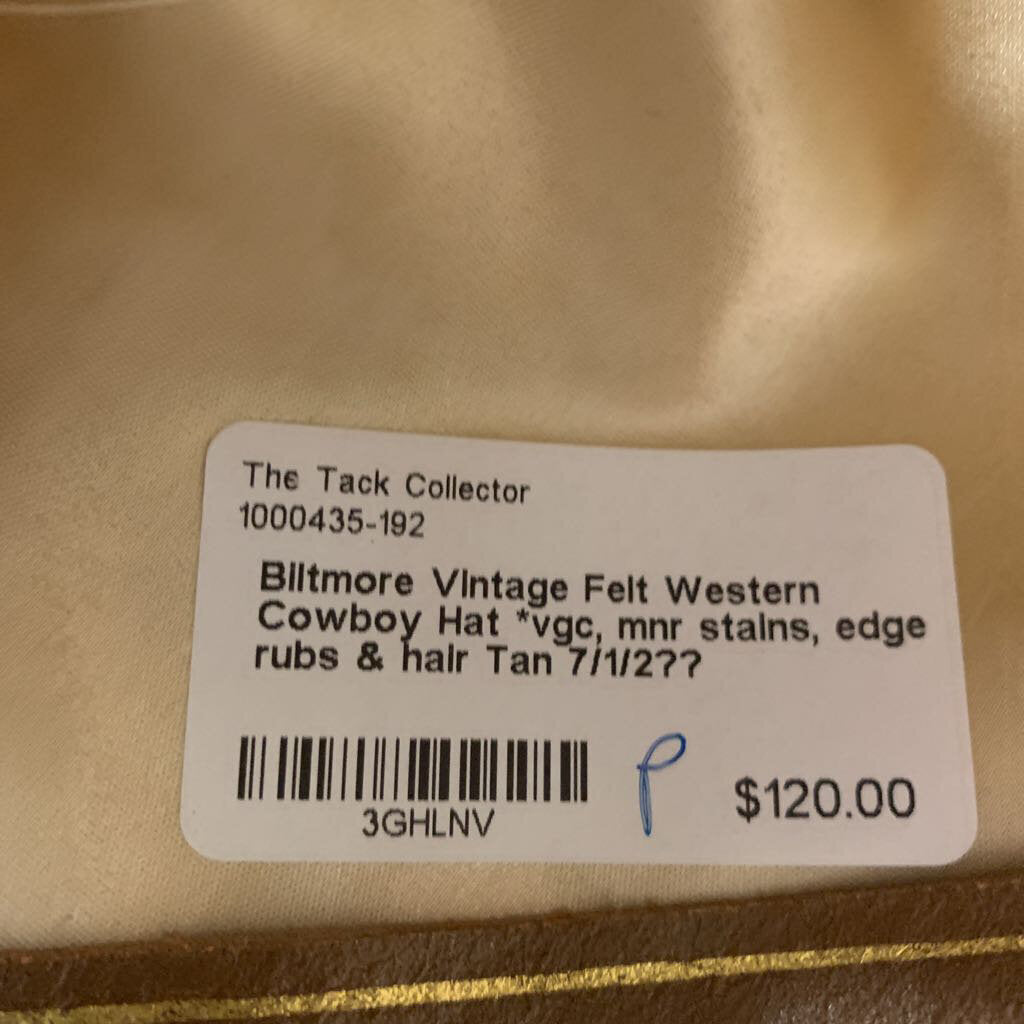 The Tack Collector
1000435-192
Biltmore Vintage Felt Western
Cowboy Hat *vgc, mnr stains, edge
rubs & hair Tan 7/1/2??
3GHLNV
P
$120.00